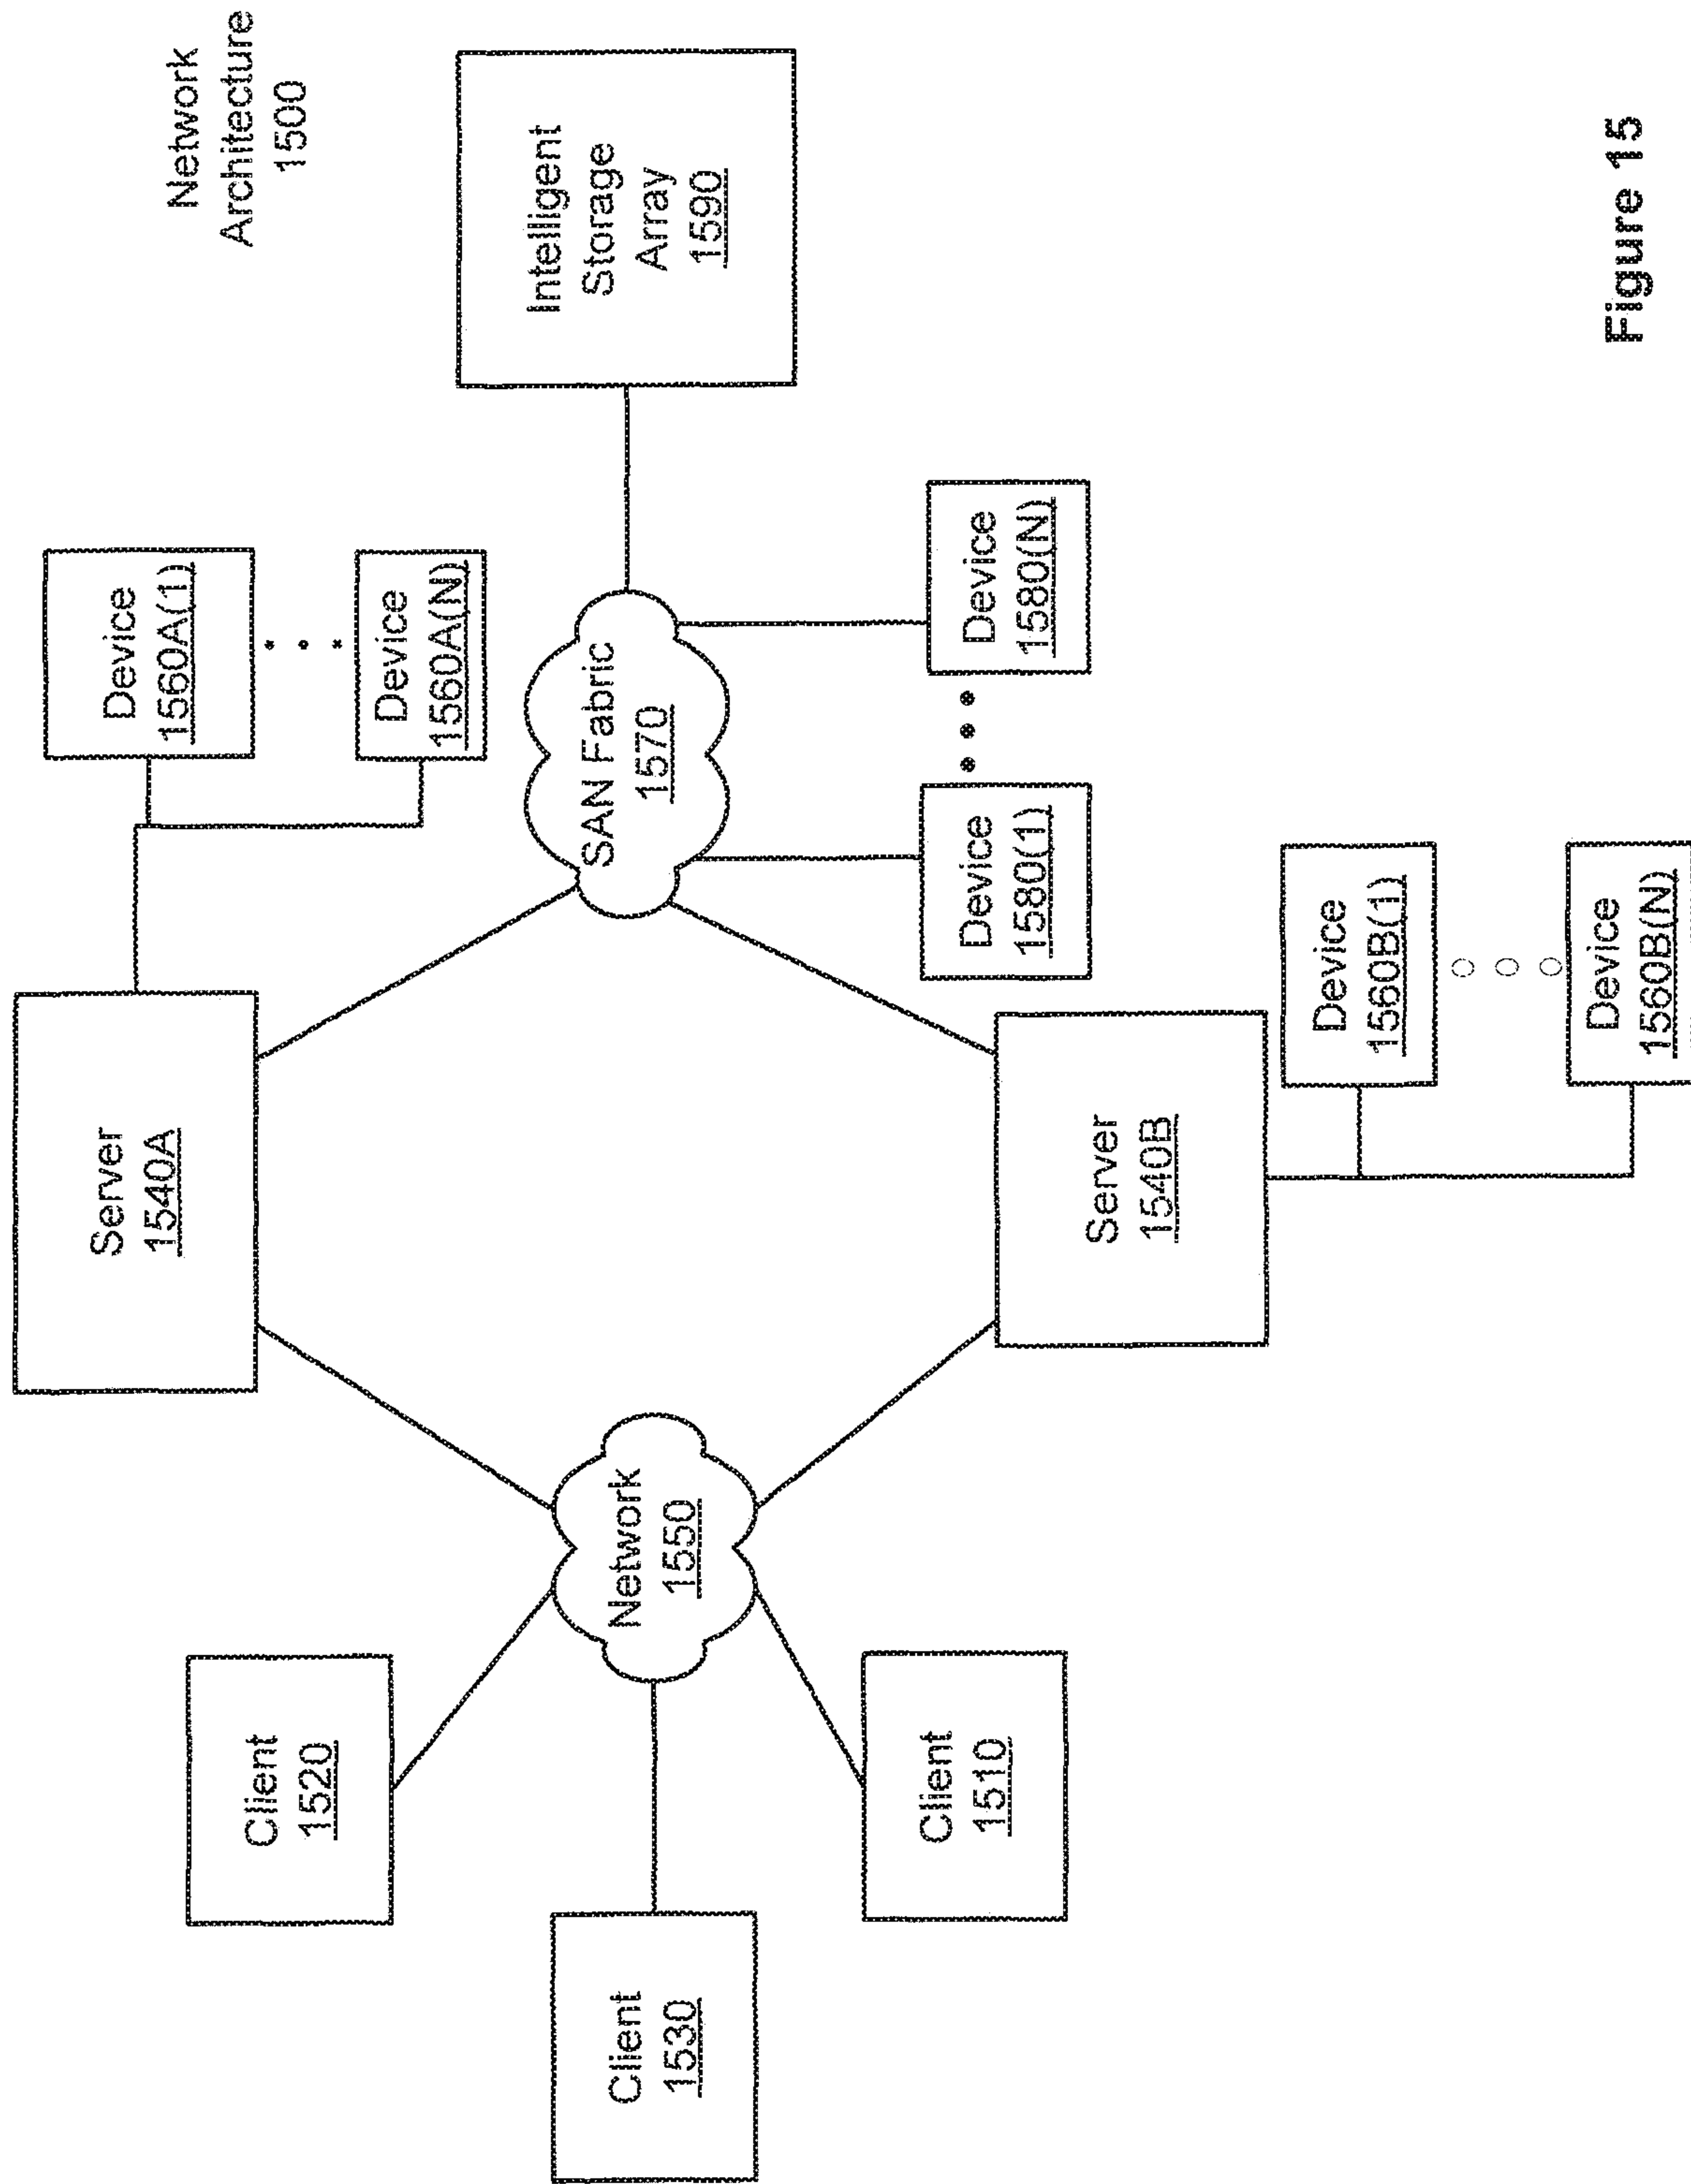 Network
Architecture
1500
Server
1540A
Device
1560A(1)
Device
1560A(N)
Client
1520
Intelligent
Storage
Array
1590
Client
1530
Network
1550
SAN Fabric
1570
Client
1510
Device
1580(1)
Device
1580(N)
Server
1540B
Device
1560B(1)
Device
1560B(N)
Figure 15